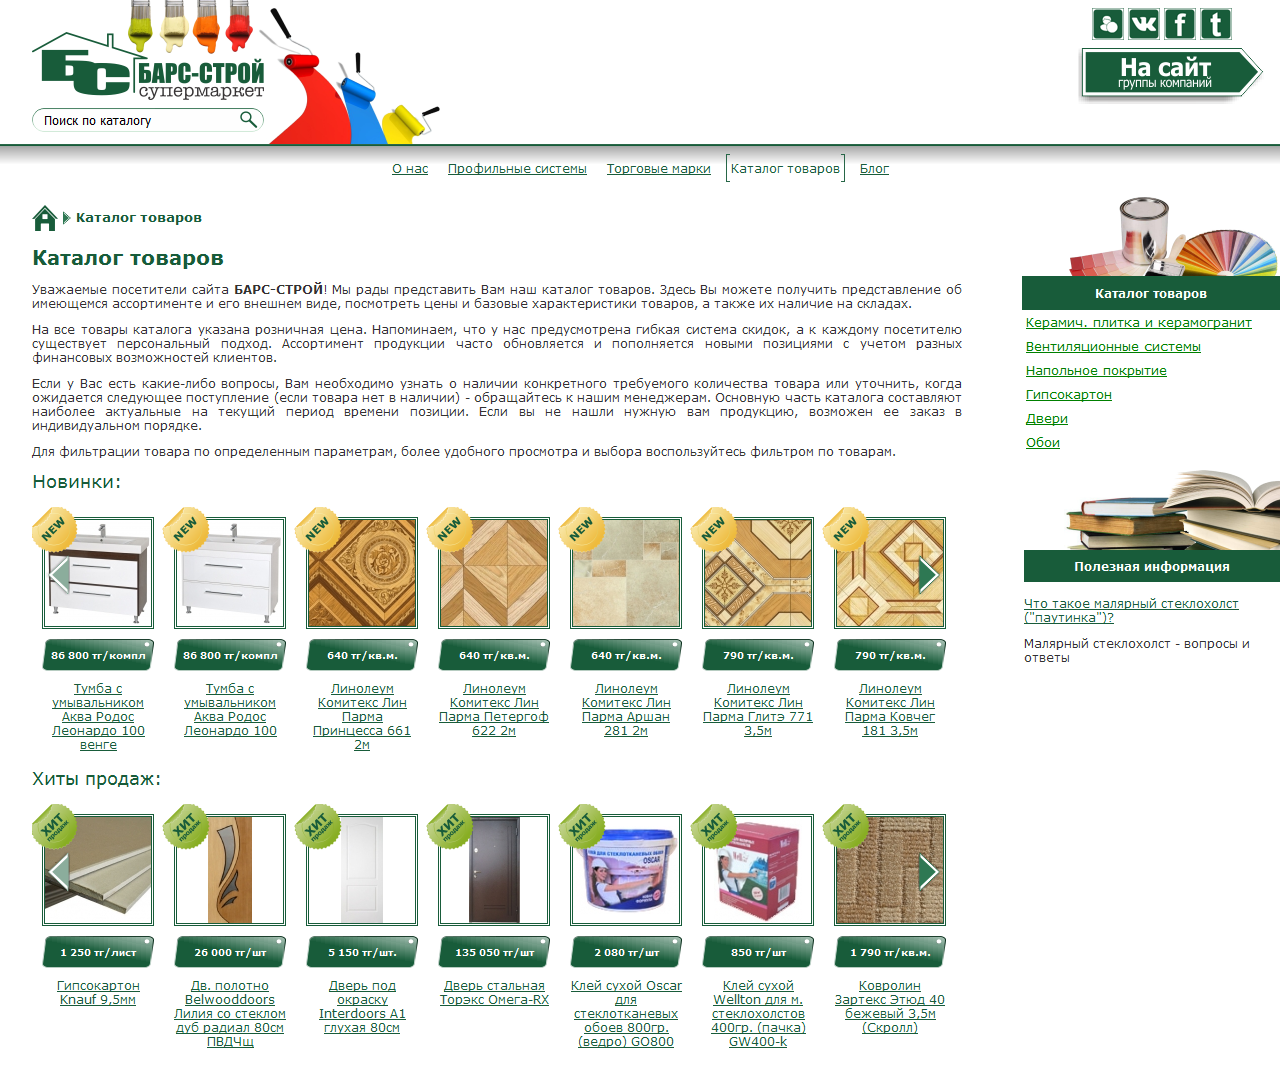 БС БАРС-СТРОЙ
супермаркет
Поиск по каталогу
На сайт
группы компаний
О нас Профильные системы Торговые марки Каталог товаров Блог
Каталог товаров
Каталог товаров
Уважаемые посетители сайта БАРС-СТРОЙ! Мы рады представить Вам наш каталог товаров. Здесь Вы можете получить представление об
имеющемся ассортименте и его внешнем виде, посмотреть цены и базовые характеристики товаров, а также их наличие на складах.
На все товары каталога указана розничная цена. Напоминаем, что у нас предусмотрена гибкая система скидок, а к каждому посетителю
существует персональный подход. Ассортимент продукции часто обновляется и пополняется новыми позициями с учетом разных
финансовых возможностей клиентов.
Если у Вас есть какие-либо вопросы, Вам необходимо узнать о наличии конкретного требуемого количества товара или уточнить, когда
ожидается следующее поступление (если товара нет в наличии) - обращайтесь к нашим менеджерам. Основную часть каталога составляют
наиболее актуальные на текущий период времени позиции. Если вы не нашли нужную вам продукцию, возможен ее заказ в
индивидуальном порядке.
Для фильтрации товара по определенным параметрам, более удобного просмотра и выбора воспользуйтесь фильтром по товарам.
Новинки:
NEW NEW NEW NEW NEW NEW NEW
86 800 тг/компл 86 800 тг/компл 640 тг/кв.м. 640 тг/кв.м. 640 тг/кв.м. 790 тг/кв.м. 790 тг/кв.м.
Тумба с
умывальником
Аква Родос
Леонардо 100
венге
Тумба с
умывальником
Аква Родос
Леонардо 100
Линолеум
Комитекс Лин
Парма
Принцесса 661
2м
Линолеум
Комитекс Лин
Парма Петергоф
622 2м
Линолеум
Комитекс Лин
Парма Аршан
281 2м
Линолеум
Комитекс Лин
Парма Глитэ 771
3,5м
Линолеум
Комитекс Лин
Парма Ковчег
181 3,5м
Хиты продаж:
ХИТ продаж ХИТ продаж ХИТ продаж ХИТ продаж ХИТ продаж ХИТ продаж ХИТ продаж
OSCAR
1 250 тг/лист 26 000 тг/шт 5 150 тг/шт. 135 050 тг/шт 2 080 тг/шт 850 тг/шт 1 790 тг/кв.м.
Гипсокартон
Knauf 9,5мм
Дв. полотно
Belwooddoors
Лилия со стеклом
дуб радиал 80см
ПВДЧщ
Дверь под
окраску
Interdoors А1
глухая 80см
Дверь стальная
Торэкс Омега-RX
Клей сухой Oscar
для
стеклотканевых
обоев 800гр.
(ведро) GO800
Клей сухой
Wellton для м.
стеклохолстов
400гр. (пачка)
GW400-k
Ковролин
Зартекс Этюд 40
бежевый 3,5м
(Скролл)
Каталог товаров
Керамич. плитка и керамогранит
Вентиляционные системы
Напольное покрытие
Гипсокартон
Двери
Обои
Полезная информация
Что такое малярный стеклохолст
("паутинка")?
Малярный стеклохолст - вопросы и
ответы